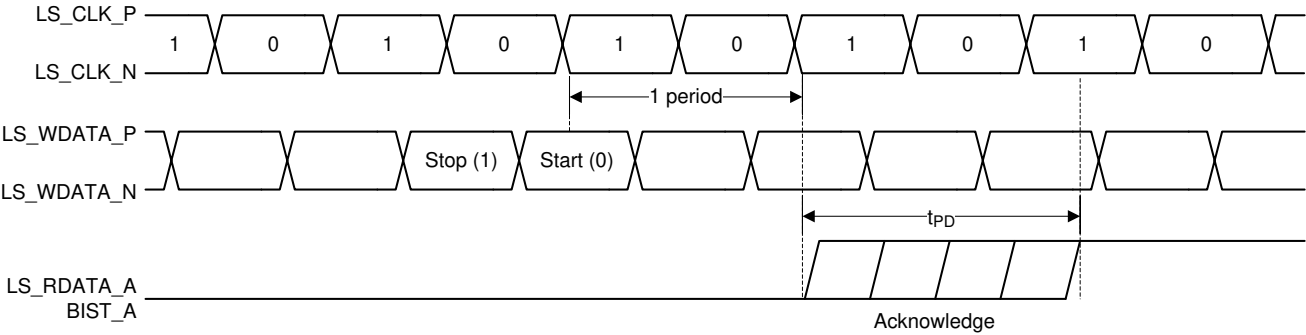 LS_CLK_P
1 0 1 0 1 0 1 0 1 0
LS_CLK_N
1 period
LS_WDATA_P
Stop (1) Start (0)
LS_WDATA_N
tPD
LS_RDATA_A
BIST_A
Acknowledge